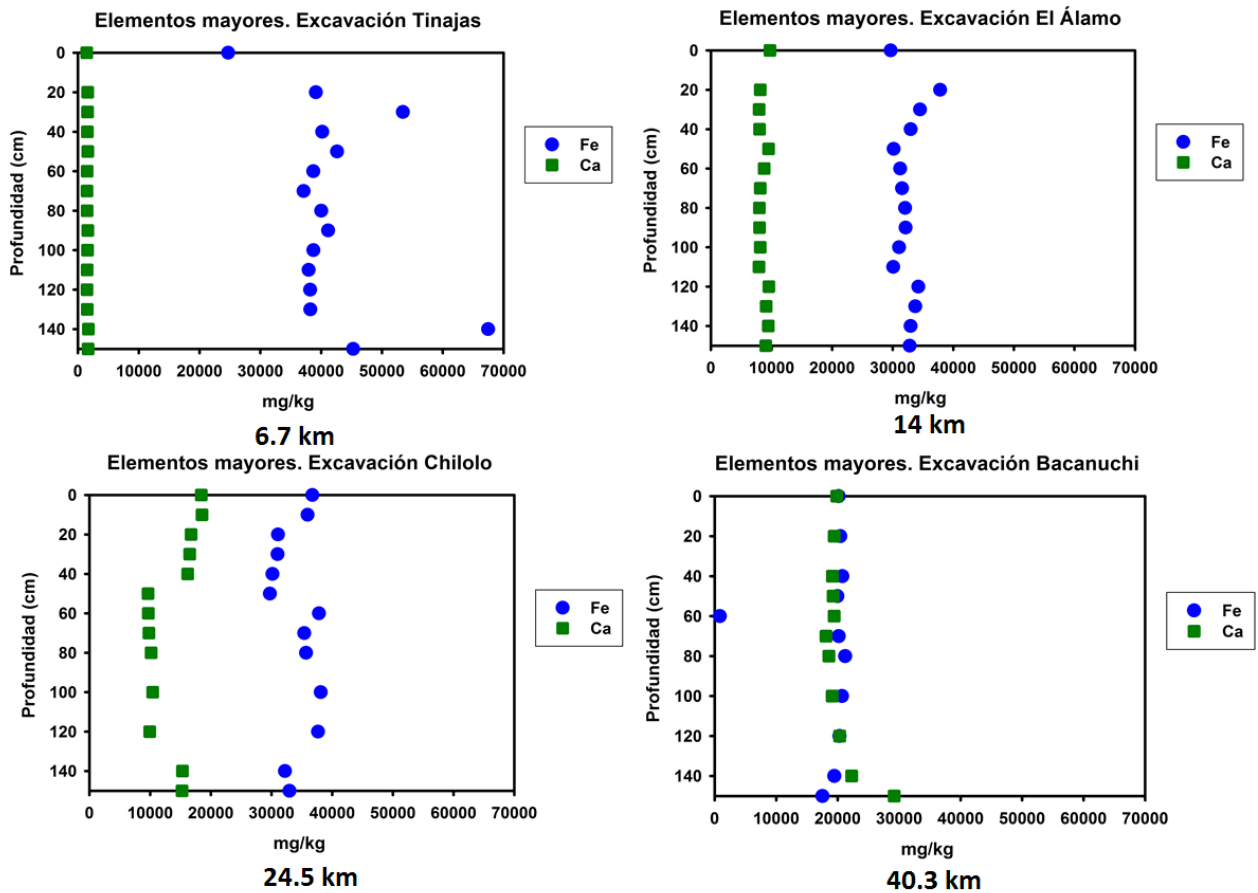 Elementos mayores. Excavación Tinajas
0
20
40
60
80
100
120
140
Profundidad (cm)
0 10000 20000 30000 40000 50000 60000 70000
mg/kg
6.7 km
Fe
Ca
Elementos mayores. Excavación El Álamo
0
20
40
60
80
100
120
140
Profundidad (cm)
0 10000 20000 30000 40000 50000 60000 70000
mg/kg
14 km
Fe
Ca
Elementos mayores. Excavación Chilolo
0
20
40
60
80
100
120
140
Profundidad (cm)
0 10000 20000 30000 40000 50000 60000 70000
mg/kg
24.5 km
Fe
Ca
Elementos mayores. Excavación Bacanuchi
0
20
40
60
80
100
120
140
Profundidad (cm)
0 10000 20000 30000 40000 50000 60000 70000
mg/kg
40.3 km
Fe
Ca